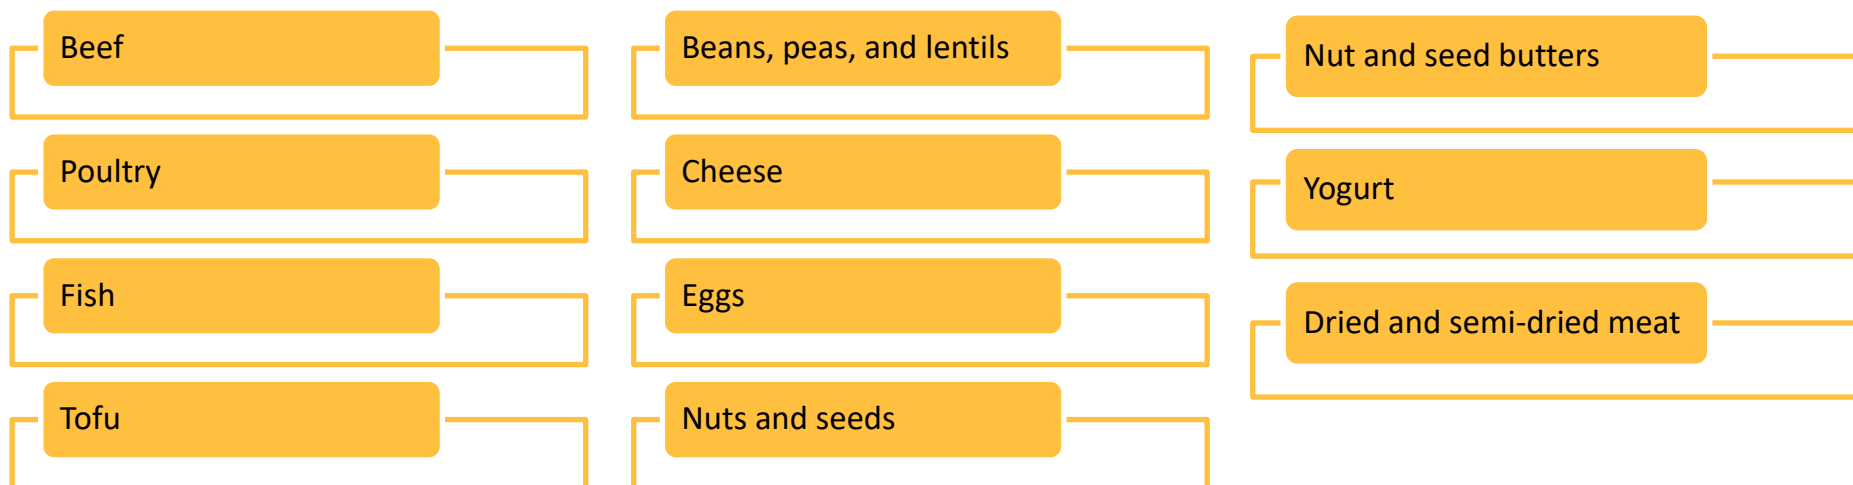 Beef
Poultry
Fish
Tofu
Beans, peas, and lentils
Cheese
Eggs
Nuts and seeds
Nut and seed butters
Yogurt
Dried and semi-dried meat